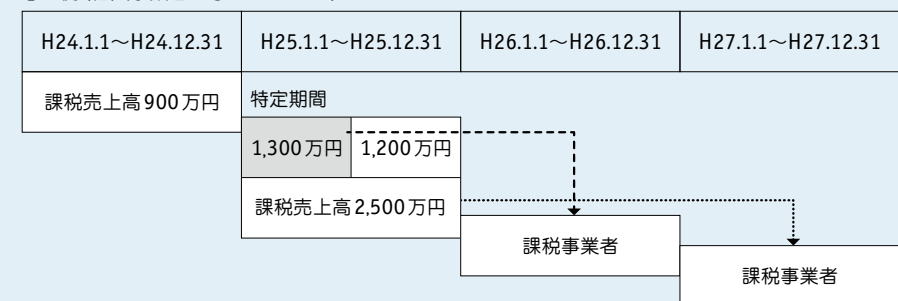 H24.1.1～H24.12.31 H25.1.1～H25.12.31 H26.1.1～H26.12.31 H27.1.1～H27.12.31
課税売上高900万円 特定期間
1,300万円 1,200万円
課税売上高2,500万円
課税事業者
課税事業者